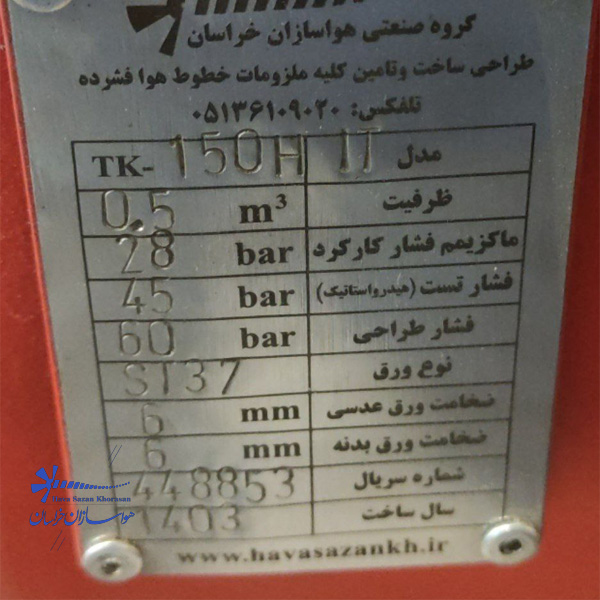 گروه صنعتی هواسازان خراسان
طراحی ساخت وتامین کلیه ملزومات خطوط هوا فشرده
تلفکس: ۰۵۱۳۶۱۰۹۰۲۰
مدل TK-150H IT
ظرفیت 0.5 m³
ماکزیمم فشار کارکرد 28 bar
فشار تست (هیدرواستاتیک) 45 bar
فشار طراحی 60 bar
نوع ورق ST37
ضخامت ورق عدسی 6 mm
ضخامت ورق بدنه 6 mm
شماره سریال 448853
سال ساخت 1403
www.havasazankh.ir
Hava Sazan Khorasan
هواسازان خراسان